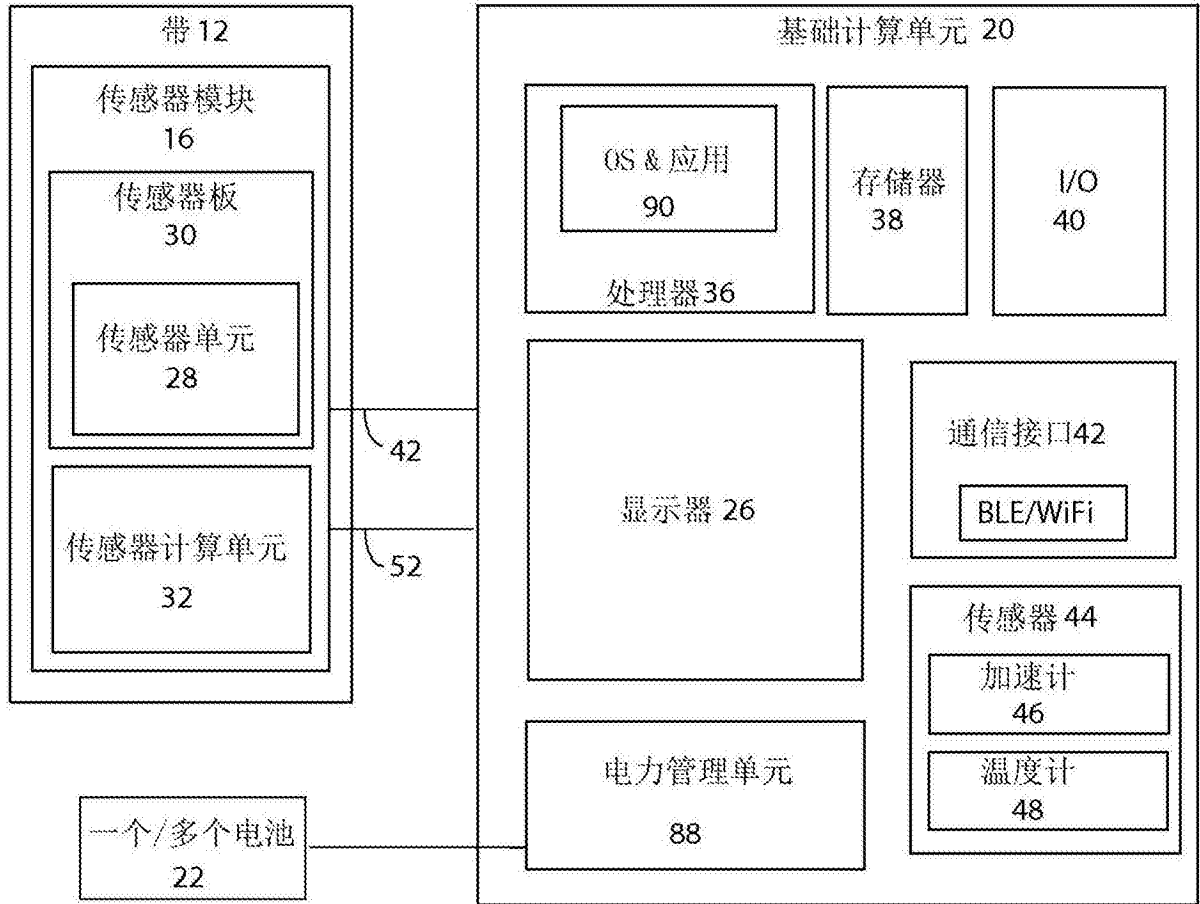 带12
传感器模块
16
传感器板
30
传感器单元
28
传感器计算单元
32
42
52
一个/多个电池
22
基础计算单元 20
OS & 应用
90
处理器36
存储器
38
I/O
40
显示器 26
通信接口42
BLE/WiFi
传感器 44
加速计
46
温度计
48
电力管理单元
88